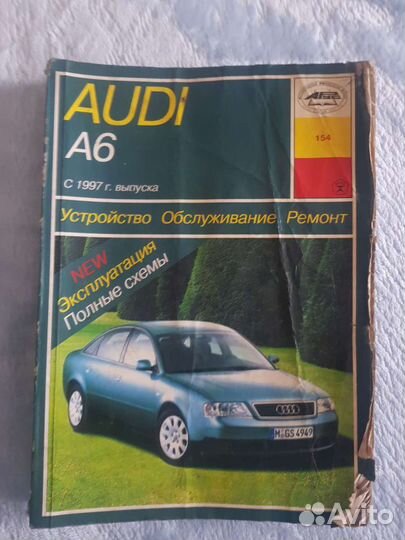 AUDI
A6
С 1997 г. выпуска
154
Устройство Обслуживание Ремонт
NEW
Эксплуатация
Полные схемы
M GS 4949
Avito